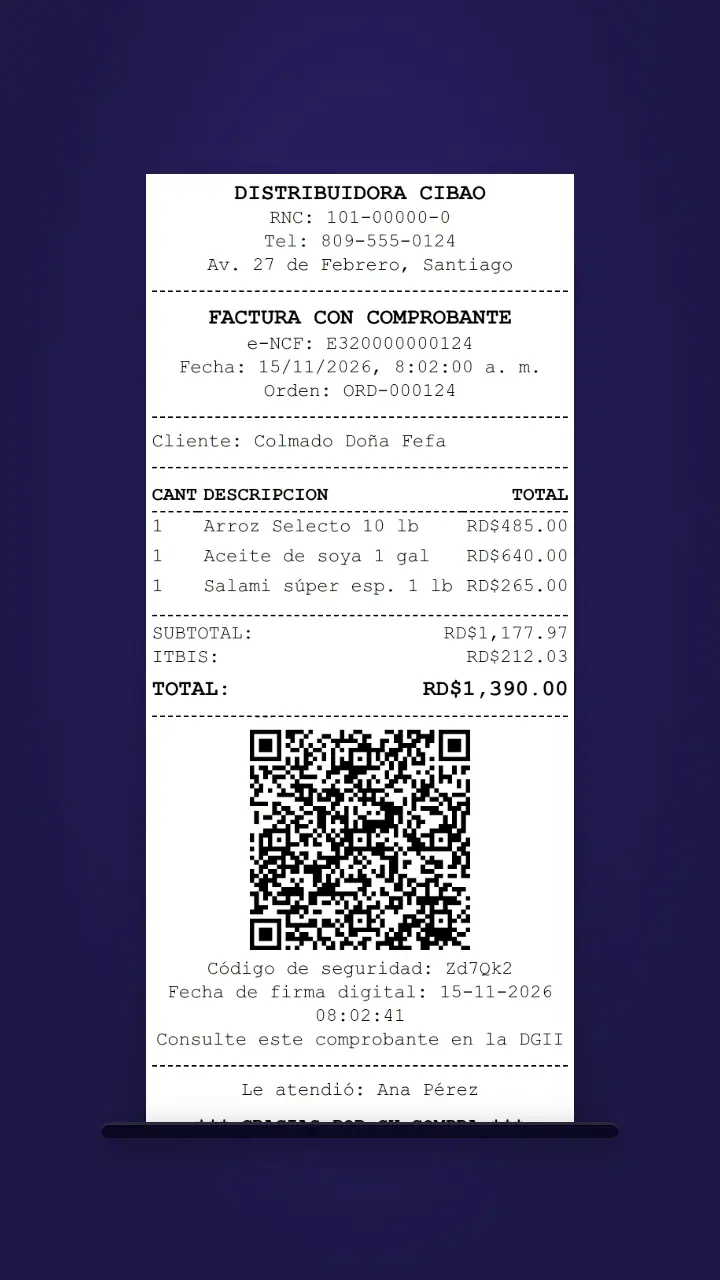 DISTRIBUIDORA CIBAO
RNC: 101-00000-0
Tel: 809-555-0124
Av. 27 de Febrero, Santiago
FACTURA CON COMPROBANTE
e-NCF: E320000000124
Fecha: 15/11/2026, 8:02:00 a. m.
Orden: ORD-000124
Cliente: Colmado Doña Fefa
CANT DESCRIPCION TOTAL
1 Arroz Selecto 10 lb RD$485.00
1 Aceite de soya 1 gal RD$640.00
1 Salami súper esp. 1 lb RD$265.00
SUBTOTAL: RD$1,177.97
ITBIS: RD$212.03
TOTAL: RD$1,390.00
Código de seguridad: Zd7Qk2
Fecha de firma digital: 15-11-2026
08:02:41
Consulte este comprobante en la DGII
Le atendió: Ana Pérez